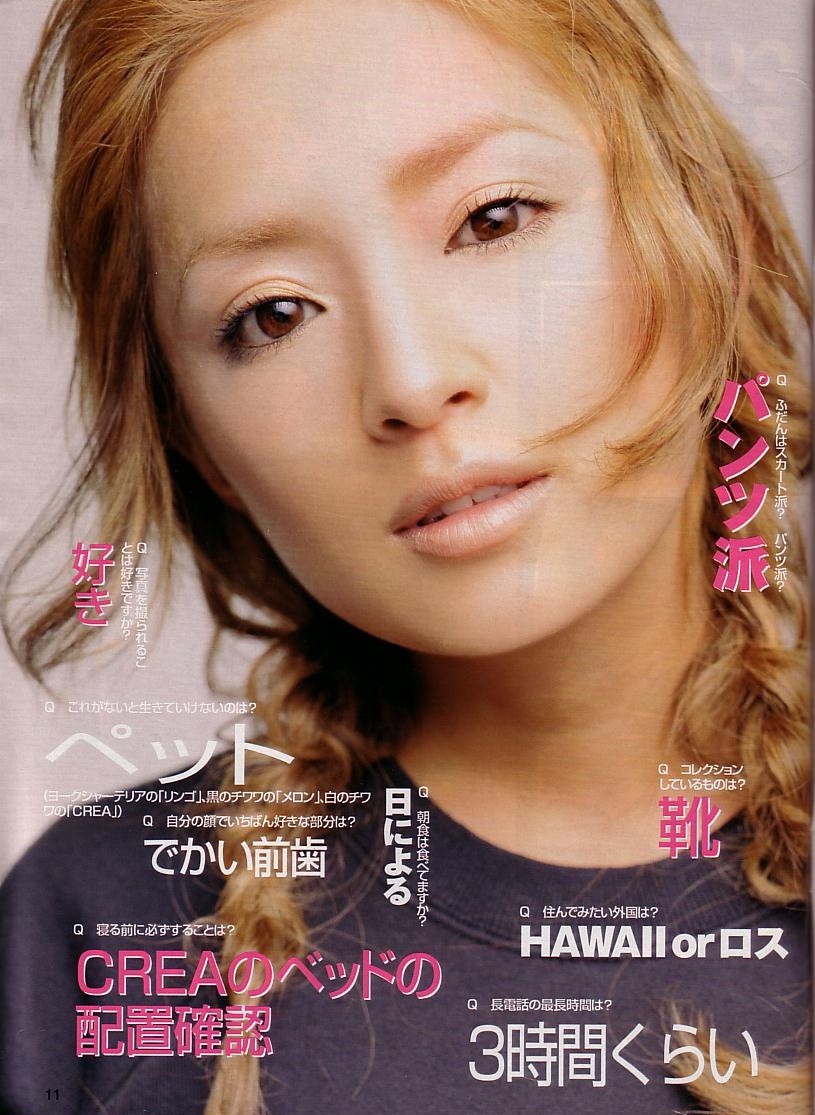 Q ふだんはスカート派? パンツ派?
パンツ派
Q 写真を撮られるこ
とは好きですか?
好き
Q これがないと生きていけないのは?
ペット
(ヨークシャーテリアの「リンゴ」、黒のチワワの「メロン」、白のチワ
ワの「CREA」)
Q 自分の顔でいちばん好きな部分は?
でかい前歯
Q 朝食は食べてますか?
日による
Q コレクション
しているものは?
靴
Q 寝る前に必ずすることは?
CREAのベッドの
配置確認
Q 住んでみたい外国は?
HAWAII or ロス
Q 長電話の最長時間は?
3時間くらい
11